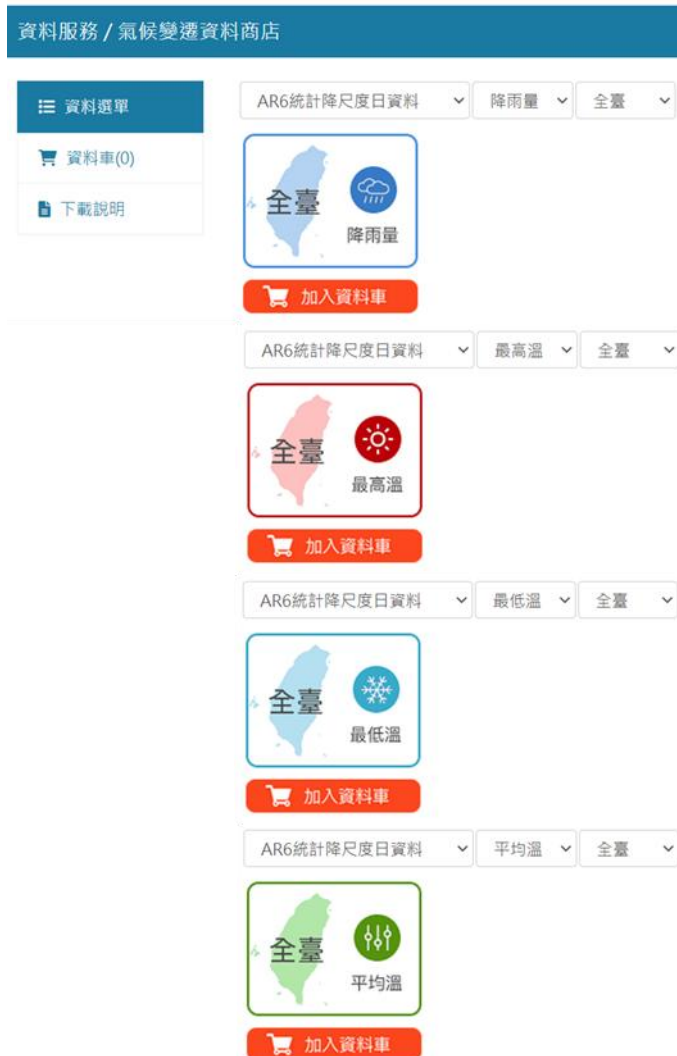 資料服務 / 氣候變遷資料商店
資料選單
資料車(0)
下載說明
AR6統計降尺度日資料 降雨量 全臺
全臺
降雨量
加入資料車
AR6統計降尺度日資料 最高溫 全臺
全臺
最高溫
加入資料車
AR6統計降尺度日資料 最低溫 全臺
全臺
最低溫
加入資料車
AR6統計降尺度日資料 平均溫 全臺
全臺
平均溫
加入資料車